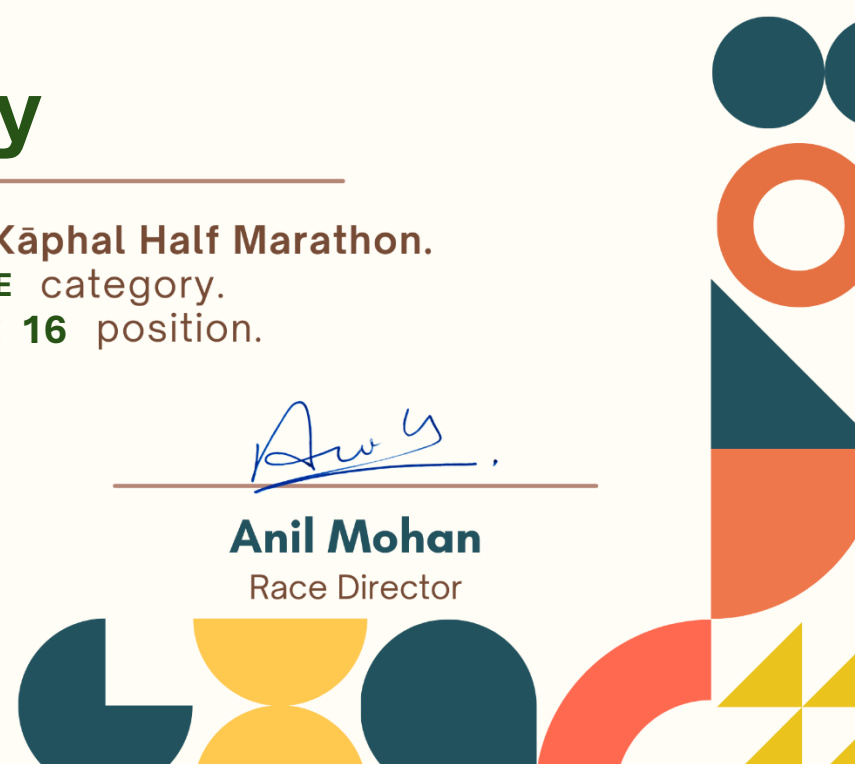 y
Kāphal Half Marathon.
E category.
16 position.
Anil Mohan
Race Director